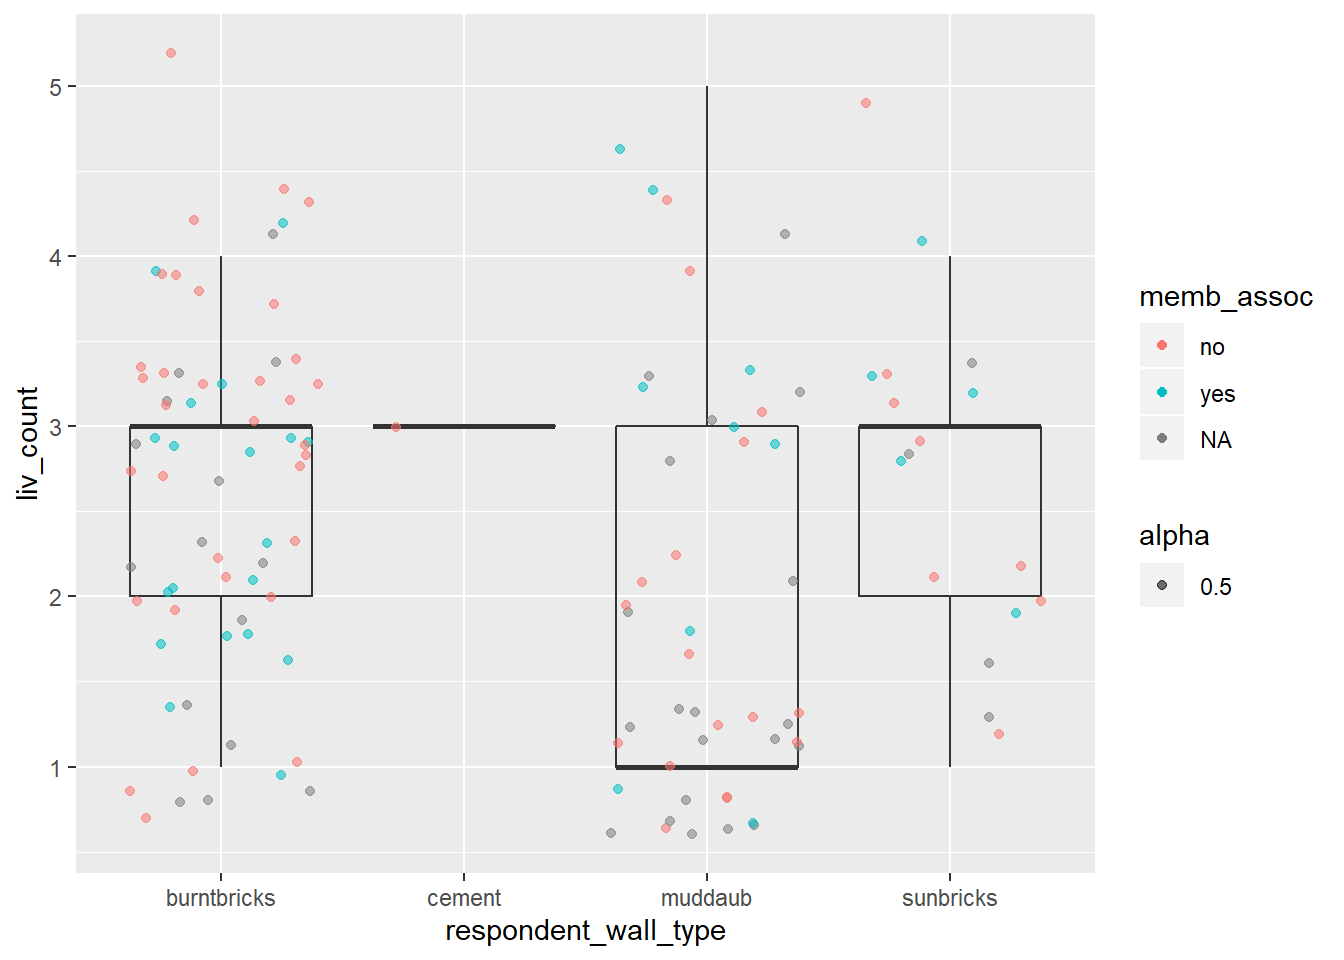 liv_count
5
4
3
2
1
burntbricks
cement
muddaub
sunbricks
respondent_wall_type
memb_assoc
no
yes
NA
alpha
0.5